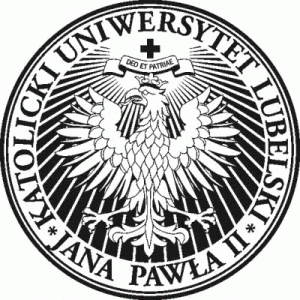 KATOLICKI UNIWERSYTET LUBELSKI
* JANA PAWŁA II *
DEO ET PATRIAE